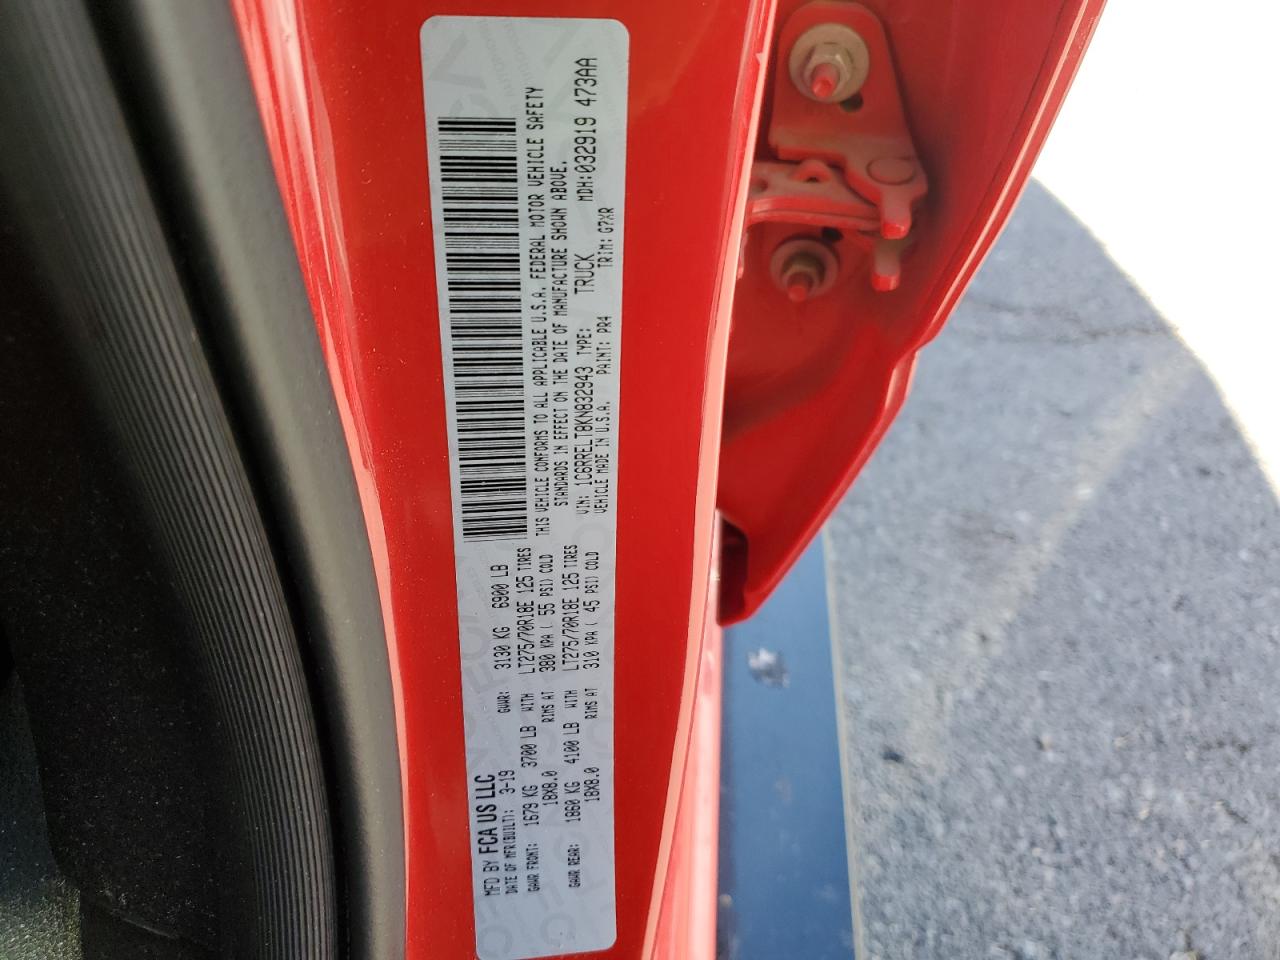 MFD BY FCA US LLC
DATE OF MFR(BUILT): 3-19 GVWR: 3130 KG 6900 LB
GAWR FRONT: 1679 KG 3700 LB WITH LT275/70R18E 125 TIRES
18X8.0 RIMS AT 380 KPA ( 55 PSI) COLD
GAWR REAR: 1860 KG 4100 LB WITH LT275/70R18E 125 TIRES
18X8.0 RIMS AT 310 KPA ( 45 PSI) COLD
THIS VEHICLE CONFORMS TO ALL APPLICABLE U.S.A. FEDERAL MOTOR VEHICLE SAFETY
STANDARDS IN EFFECT ON THE DATE OF MANUFACTURE SHOWN ABOVE.
VIN: 1C6RRELT8KN832943 TYPE: TRUCK MDH:032919 473AA
VEHICLE MADE IN U.S.A. PAINT: PR4 TRIM: G7XR